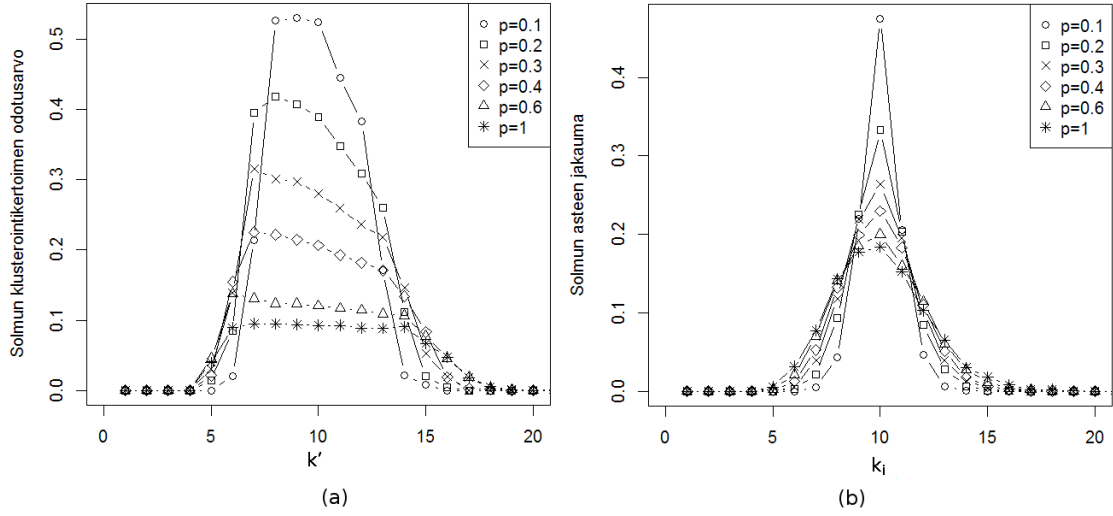 Solmun klusterointikertoimen odotusarvo
0.0
0.1
0.2
0.3
0.4
0.5
p=0.1
p=0.2
p=0.3
p=0.4
p=0.6
p=1
0 5 10 15 20
k'
(a)
Solmun asteen jakauma
0.0
0.1
0.2
0.3
0.4
p=0.1
p=0.2
p=0.3
p=0.4
p=0.6
p=1
0 5 10 15 20
ki
(b)